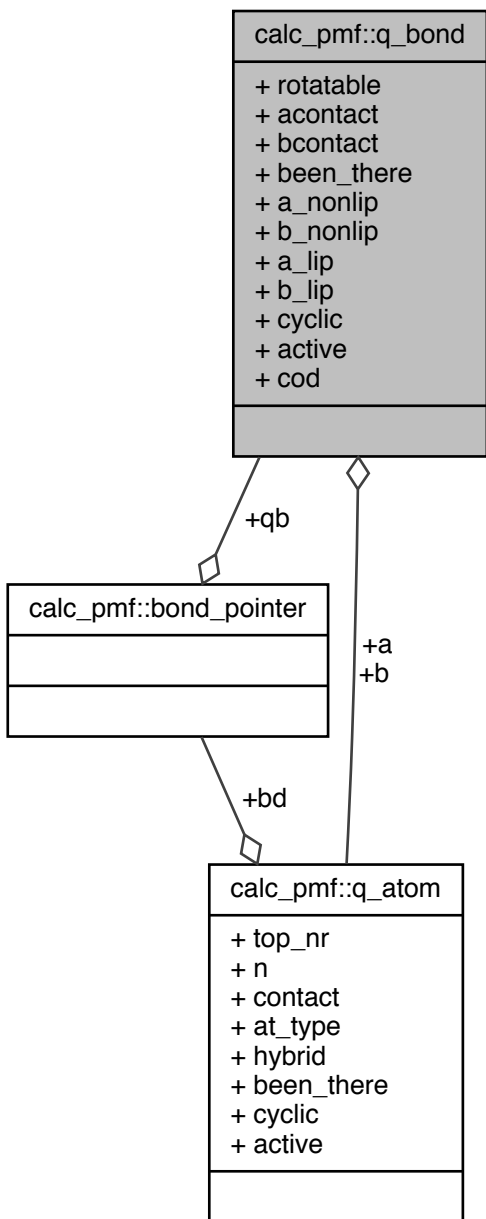 calc_pmf::q_bond
+ rotatable
+ acontact
+ bcontact
+ been_there
+ a_nonlip
+ b_nonlip
+ a_lip
+ b_lip
+ cyclic
+ active
+ cod
+qb
calc_pmf::bond_pointer
+a
+b
+bd
calc_pmf::q_atom
+ top_nr
+ n
+ contact
+ at_type
+ hybrid
+ been_there
+ cyclic
+ active